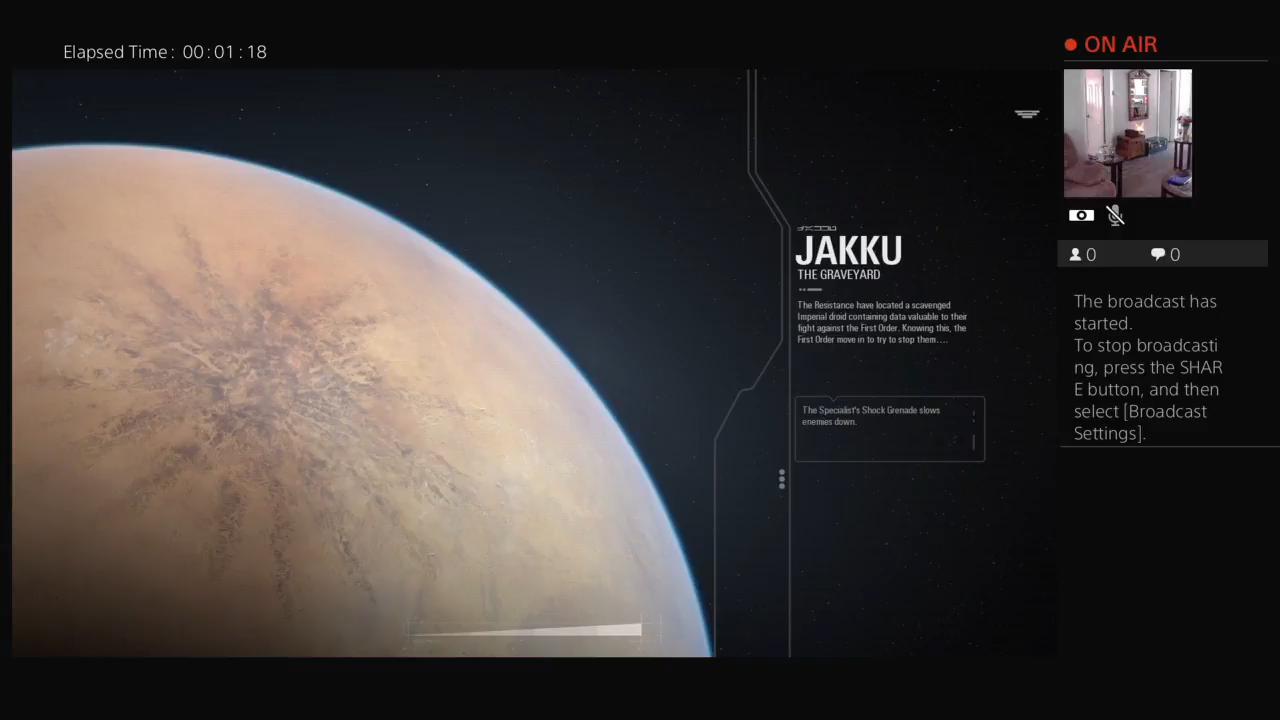 Elapsed Time: 00:01:18
ON AIR
JAKKU
THE GRAVEYARD
The Resistance have located a scavenged
Imperial droid containing data valuable to their
fight against the First Order. Knowing this, the
First Order move in to try to stop them....
The Specialist's Shock Grenade slows
enemies down.
0
0
The broadcast has
started.
To stop broadcasti
ng, press the SHAR
E button, and then
select [Broadcast
Settings].